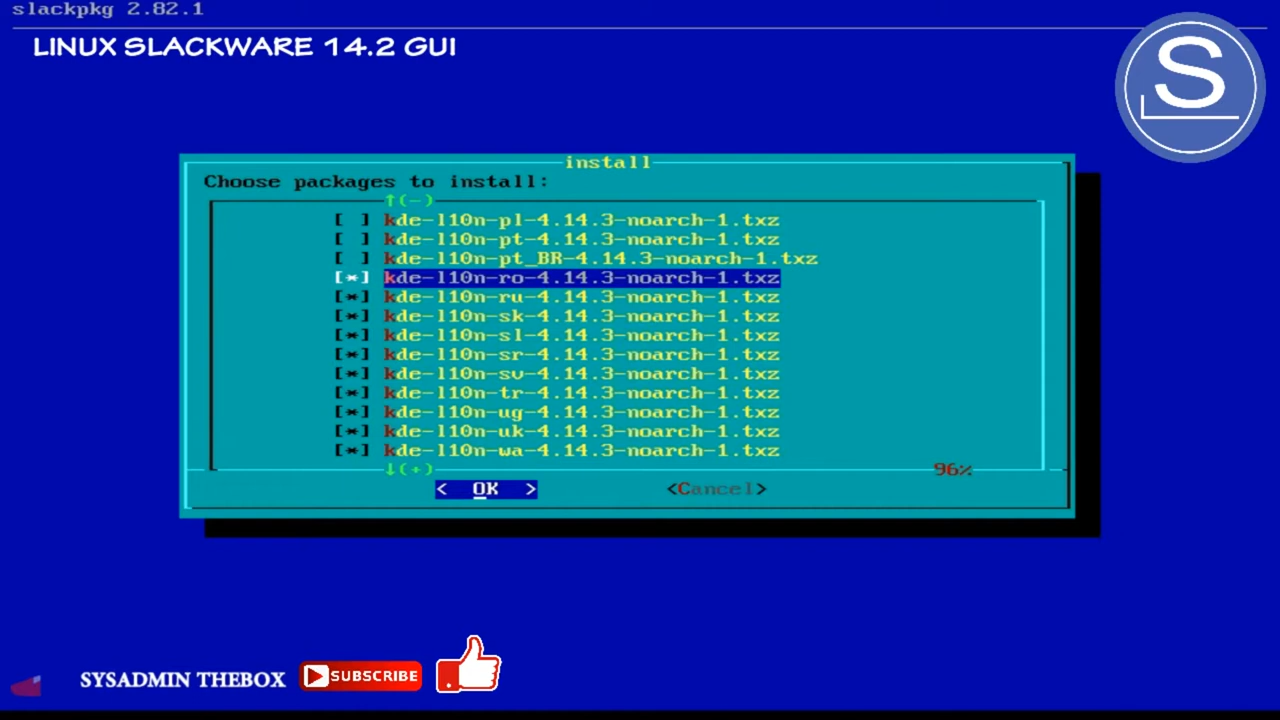 slackpkg 2.82.1
LINUX SLACKWARE 14.2 GUI
S
install
Choose packages to install:
↑(-)
[ ] kde-l10n-pl-4.14.3-noarch-1.txz
[ ] kde-l10n-pt-4.14.3-noarch-1.txz
[ ] kde-l10n-pt_BR-4.14.3-noarch-1.txz
[*] kde-l10n-ro-4.14.3-noarch-1.txz
[*] kde-l10n-ru-4.14.3-noarch-1.txz
[*] kde-l10n-sk-4.14.3-noarch-1.txz
[*] kde-l10n-sl-4.14.3-noarch-1.txz
[*] kde-l10n-sr-4.14.3-noarch-1.txz
[*] kde-l10n-sv-4.14.3-noarch-1.txz
[*] kde-l10n-tr-4.14.3-noarch-1.txz
[*] kde-l10n-ug-4.14.3-noarch-1.txz
[*] kde-l10n-uk-4.14.3-noarch-1.txz
[*] kde-l10n-wa-4.14.3-noarch-1.txz
↓(+) 96%
< OK > <Cancel>
SYSADMIN THEBOX SUBSCRIBE